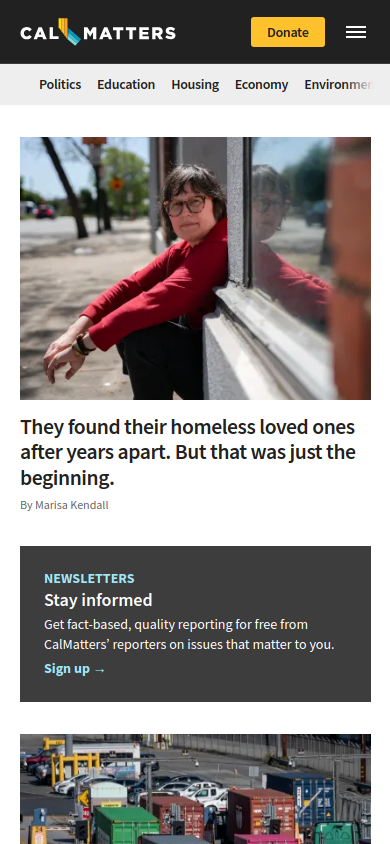 CAL MATTERS
Donate
Politics Education Housing Economy Environmen
They found their homeless loved ones
after years apart. But that was just the
beginning.
By Marisa Kendall
NEWSLETTERS
Stay informed
Get fact-based, quality reporting for free from
CalMatters’ reporters on issues that matter to you.
Sign up →